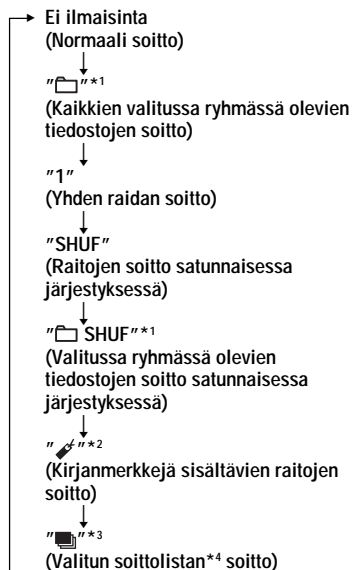 Ei ilmaisinta
(Normaali soitto)
" "*1
(Kaikkien valitussa ryhmässä olevien
tiedostojen soitto)
"1"
(Yhden raidan soitto)
"SHUF"
(Raitojen soitto satunnaisessa
järjestyksessä)
" SHUF"*1
(Valitussa ryhmässä olevien
tiedostojen soitto satunnaisessa
järjestyksessä)
" "*2
(Kirjanmerkkejä sisältävien raitojen
soitto)
" "*3
(Valitun soittolistan*4 soitto)